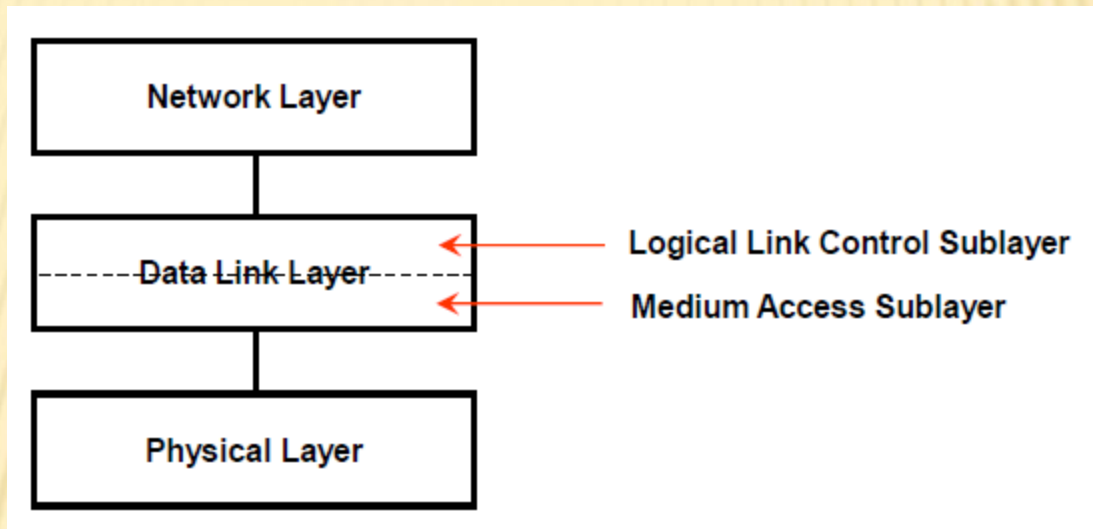 Network Layer
Logical Link Control Sublayer
Data Link Layer
Medium Access Sublayer
Physical Layer